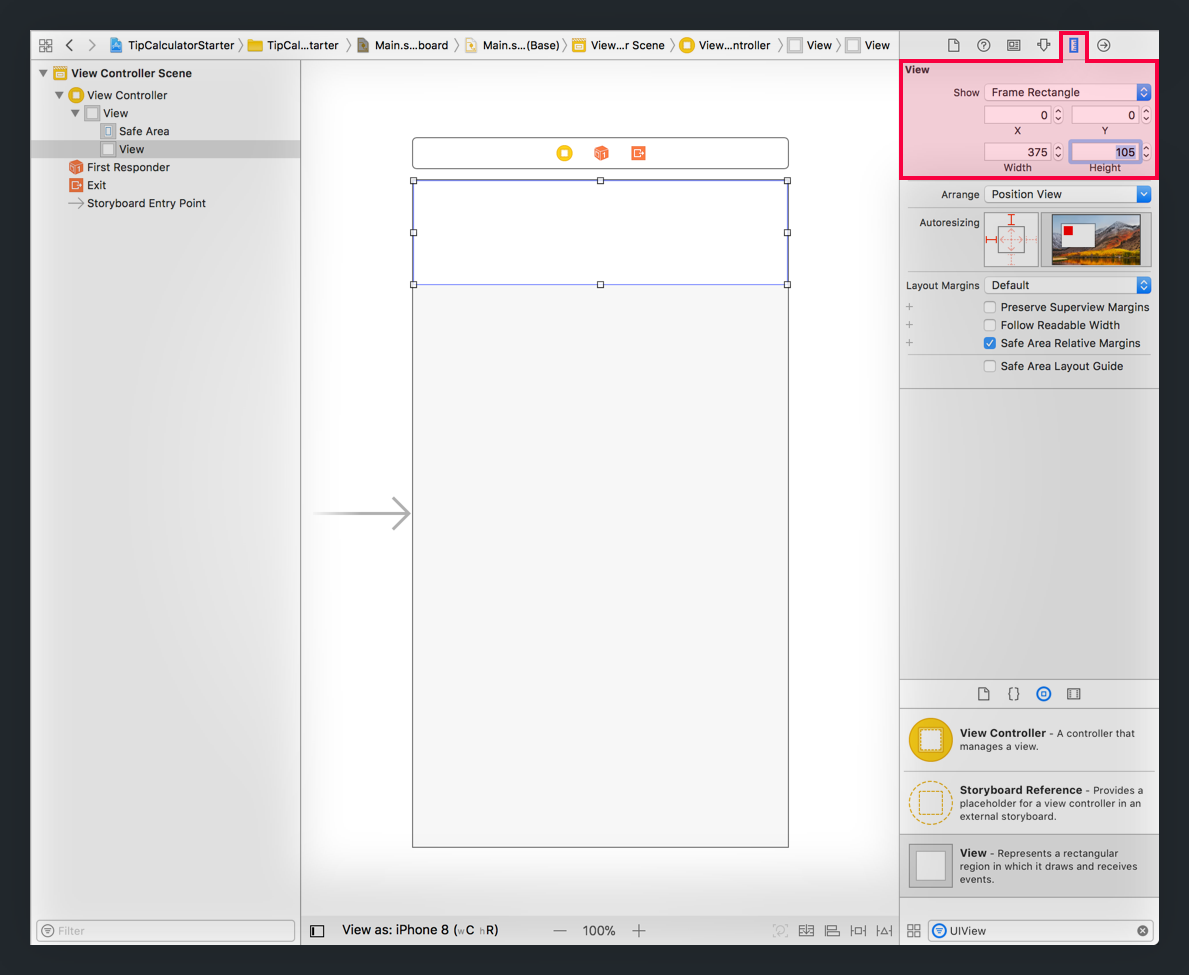 TipCalculatorStarter
TipCal...tarter
Main.s...board
Main.s...(Base)
View...r Scene
View...ntroller
View
View
View Controller Scene
View Controller
View
Safe Area
View
First Responder
Exit
Storyboard Entry Point
Filter
View as: iPhone 8 (wC hR)
100%
View
Show Frame Rectangle
0 0
X Y
375 105
Width Height
Arrange Position View
Autoresizing
Layout Margins Default
Preserve Superview Margins
Follow Readable Width
Safe Area Relative Margins
Safe Area Layout Guide
{}
View Controller - A controller that
manages a view.
Storyboard Reference - Provides a
placeholder for a view controller in an
external storyboard.
View - Represents a rectangular
region in which it draws and receives
events.
UIView